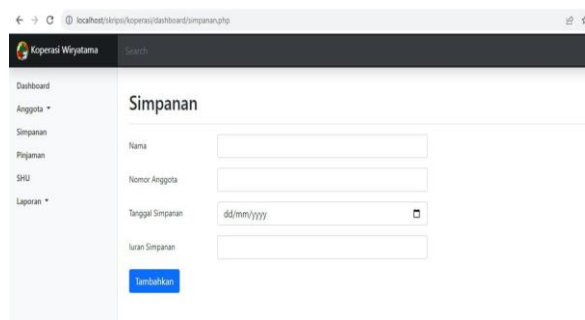 localhost/skripsi/koperasi/dashboard/simpanan.php
Koperasi Wiryatama
Search
Dashboard
Anggota
Simpanan
Pinjaman
SHU
Laporan
Simpanan
Nama
Nomor Anggota
Tanggal Simpanan
dd/mm/yyyy
Iuran Simpanan
Tambahkan